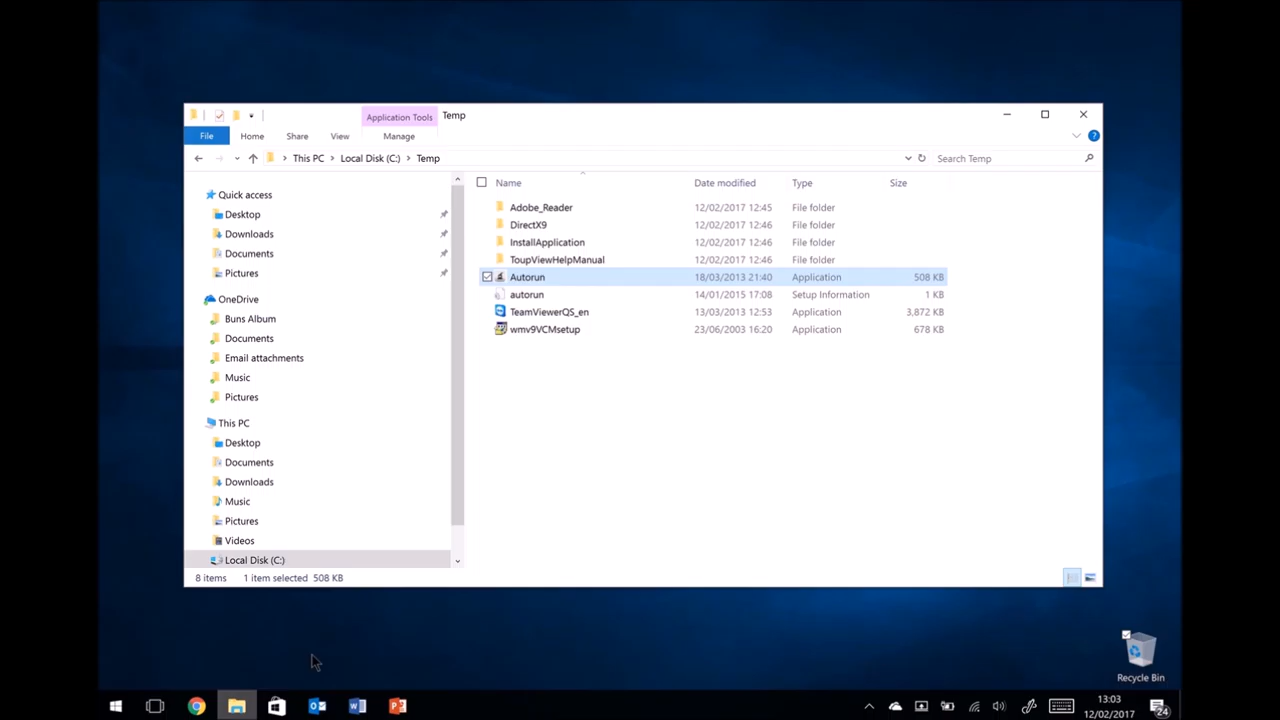 Application Tools Temp
File Home Share View Manage
This PC Local Disk (C:) Temp Search Temp
Name Date modified Type Size
Quick access
Desktop
Downloads
Documents
Pictures
OneDrive
Buns Album
Documents
Email attachments
Music
Pictures
This PC
Desktop
Documents
Downloads
Music
Pictures
Videos
Local Disk (C:)
Adobe_Reader 12/02/2017 12:45 File folder
DirectX9 12/02/2017 12:46 File folder
InstallApplication 12/02/2017 12:46 File folder
ToupViewHelpManual 12/02/2017 12:46 File folder
Autorun 18/03/2013 21:40 Application 508 KB
autorun 14/01/2015 17:08 Setup Information 1 KB
TeamViewerQS_en 13/03/2013 12:53 Application 3,872 KB
wmv9VCMsetup 23/06/2003 16:20 Application 678 KB
8 items 1 item selected 508 KB
Recycle Bin
13:03
12/02/2017
24